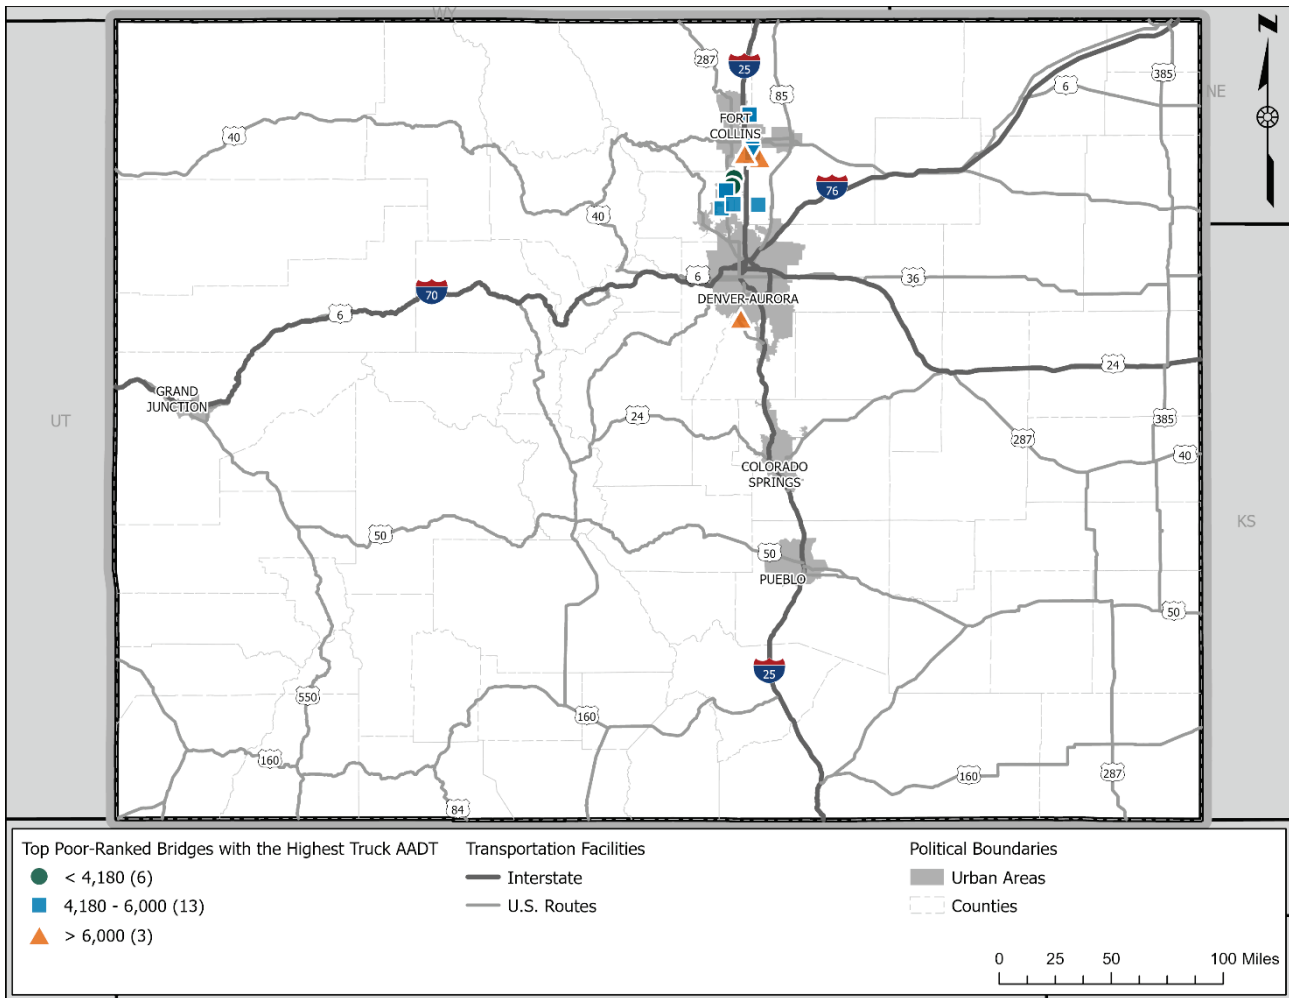 WY
287
25
85
6
385
NE
N
FORT
COLLINS
40
76
40
6
36
70
DENVER-AURORA
6
24
GRAND
JUNCTION
UT
24
385
287
40
COLORADO
SPRINGS
KS
50
50
PUEBLO
50
25
550
160
160
160
287
84
Top Poor-Ranked Bridges with the Highest Truck AADT
< 4,180 (6)
4,180 - 6,000 (13)
> 6,000 (3)
Transportation Facilities
Interstate
U.S. Routes
Political Boundaries
Urban Areas
Counties
0 25 50 100 Miles